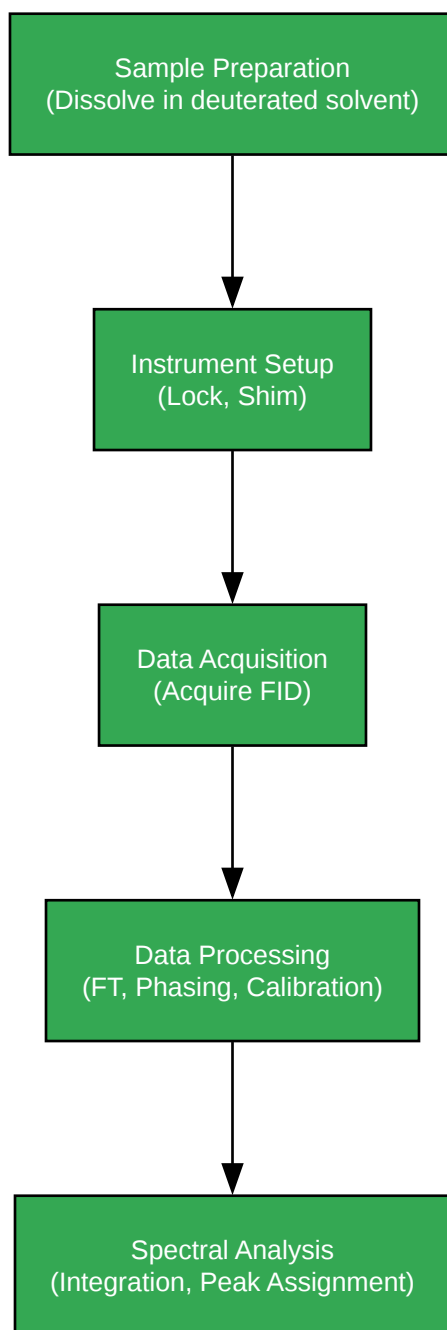 Sample Preparation
(Dissolve in deuterated solvent)
Instrument Setup
(Lock, Shim)
Data Acquisition
(Acquire FID)
Data Processing
(FT, Phasing, Calibration)
Spectral Analysis
(Integration, Peak Assignment)